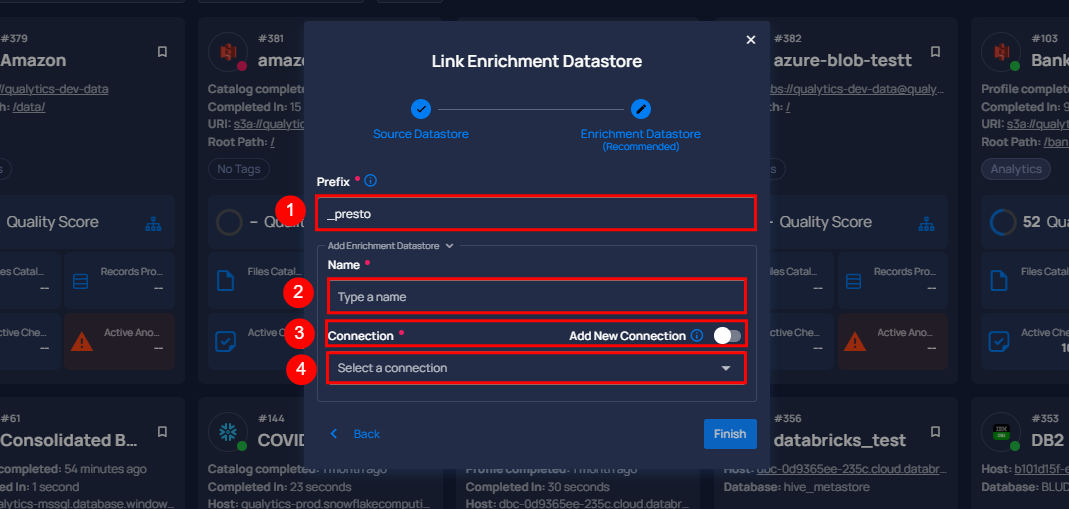 #379
Amazon
//qualytics-dev-data
h: /data/
Quality Score
Files Catal...
--
Records Pro...
--
Active Che...
--
Active Ano...
--
#381
amaz
Catalog complete
Completed In: 15
URI: s3a://qualytic
Root Path: /
No Tags
– Qu
Files Catal
Active C
Link Enrichment Datastore
Source Datastore
Enrichment Datastore
(Recommended)
Prefix *
1
_presto
Add Enrichment Datastore
Name *
2
Type a name
3
Connection *
Add New Connection
4
Select a connection
Back
Finish
#382
azure-blob-testt
bs://qualytics-dev-data@qualy...
h: /
- Quality Score
Files Catal...
--
Records Pro...
--
ctive Che...
--
Active Ano...
--
#103
Bank
Profile complet
Completed In: 9
URI: s3a://qualyt
Root Path: /ban
Analytics
52 Qua
Files Catal
Active C
#61
Consolidated B...
completed: 54 minutes ago
ed In: 1 second
alytics-mssql.database.window...
#144
COVID
Catalog completed: 1 month ago
Completed In: 23 seconds
Host: qualytics-prod.snowflakecomputi...
Profile completed: 1 month ago
Completed In: 30 seconds
Host: dbc-0d9365ee-235c.cloud.databr...
#356
databricks_test
Host: dbc-0d9365ee-235c.cloud.databr...
Database: hive_metastore
#353
DB2
Host: b101d15f-e
Database: BLUD